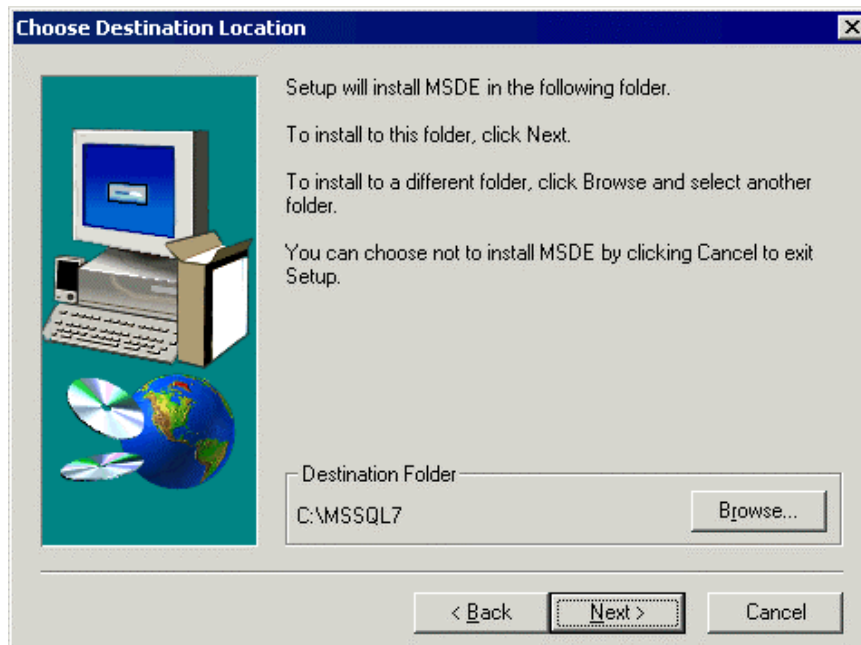 Choose Destination Location
Setup will install MSDE in the following folder.
To install to this folder, click Next.
To install to a different folder, click Browse and select another
folder.
You can choose not to install MSDE by clicking Cancel to exit
Setup.
Destination Folder
C:\MSSQL7
Browse...
< Back
Next >
Cancel